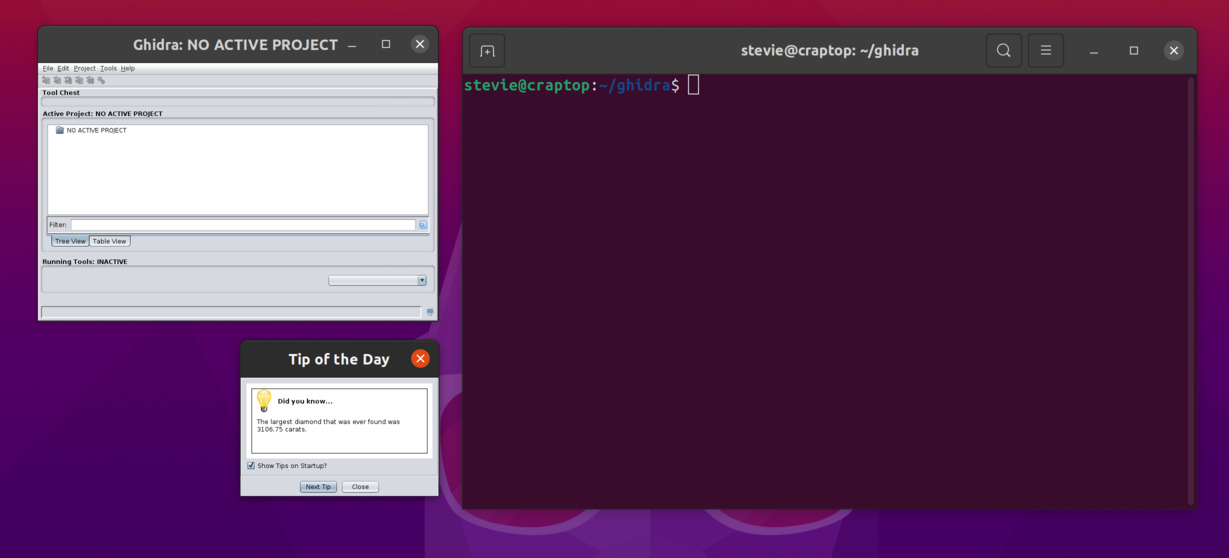 Ghidra: NO ACTIVE PROJECT
File Edit Project Tools Help
Tool Chest
Active Project: NO ACTIVE PROJECT
NO ACTIVE PROJECT
Filter:
Tree View Table View
Running Tools: INACTIVE
Tip of the Day
Did you know...
The largest diamond that was ever found was
3106.75 carats.
Show Tips on Startup?
Next Tip Close
stevie@craptop: ~/ghidra
stevie@craptop:~/ghidra$